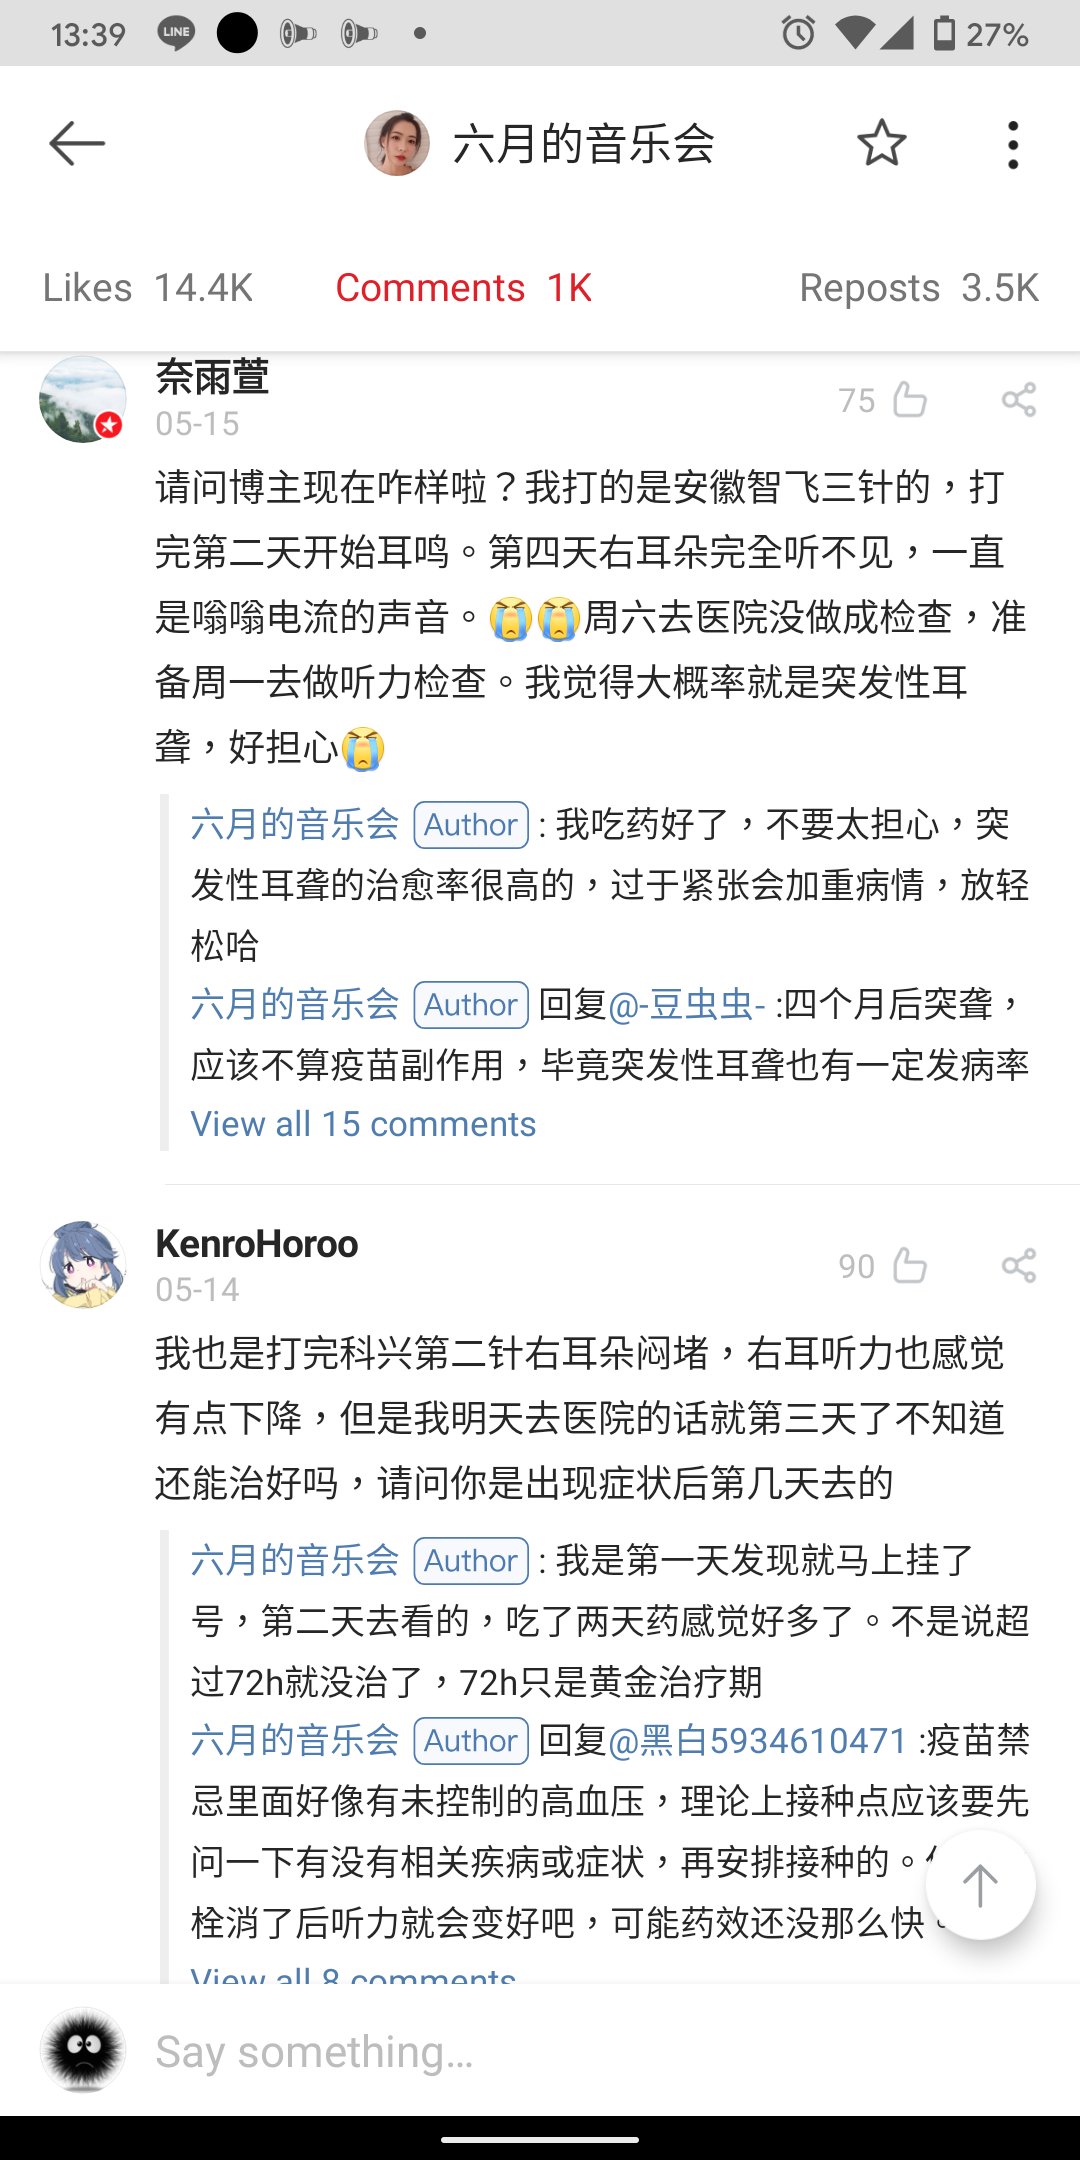 13:39 LINE 27%
六月的音乐会
Likes 14.4K Comments 1K Reposts 3.5K
奈雨萱
05-15 75
请问博主现在咋样啦？我打的是安徽智飞三针的，打
完第二天开始耳鸣。第四天右耳朵完全听不见，一直
是嗡嗡电流的声音。😭😭周六去医院没做成检查，准
备周一去做听力检查。我觉得大概率就是突发性耳
聋，好担心😭
六月的音乐会 Author : 我吃药好了，不要太担心，突
发性耳聋的治愈率很高的，过于紧张会加重病情，放轻
松哈
六月的音乐会 Author 回复@-豆虫虫- :四个月后突聋，
应该不算疫苗副作用，毕竟突发性耳聋也有一定发病率
View all 15 comments
KenroHoroo
05-14 90
我也是打完科兴第二针右耳朵闷堵，右耳听力也感觉
有点下降，但是我明天去医院的话就第三天了不知道
还能治好吗，请问你是出现症状后第几天去的
六月的音乐会 Author : 我是第一天发现就马上挂了
号，第二天去看的，吃了两天药感觉好多了。不是说超
过72h就没治了，72h只是黄金治疗期
六月的音乐会 Author 回复@黑白5934610471 :疫苗禁
忌里面好像有未控制的高血压，理论上接种点应该要先
问一下有没有相关疾病或症状，再安排接种的。
栓消了后听力就会变好吧，可能药效还没那么快。
View all 8 comments
Say something...